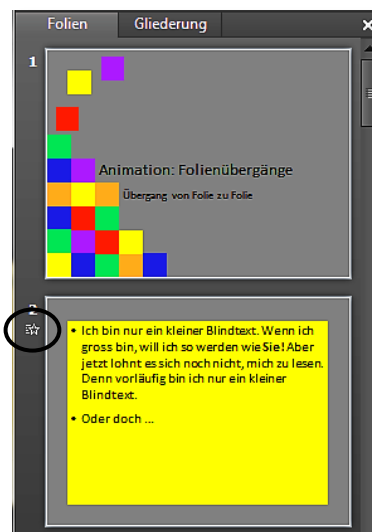 Folien Gliederung
1
Animation: Folienübergänge
Übergang von Folie zu Folie
2
• Ich bin nur ein kleiner Blindtext. Wenn ich
gross bin, will ich so werden wie Sie! Aber
jetzt lohnt es sich noch nicht, mich zu lesen.
Denn vorläufig bin ich nur ein kleiner
Blindtext.
• Oder doch ...